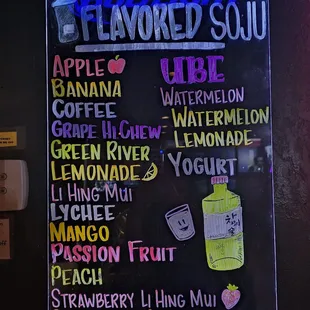 FLAVORED SOJU
APPLE
BANANA
COFFEE
GRAPE HI-CHEW
GREEN RIVER
LEMONADE
LI HING MUI
LYCHEE
MANGO
PASSION FRUIT
PEACH
STRAWBERRY LI HING MUI
UBE
WATERMELON
-WATERMELON
LEMONADE-
YOGURT